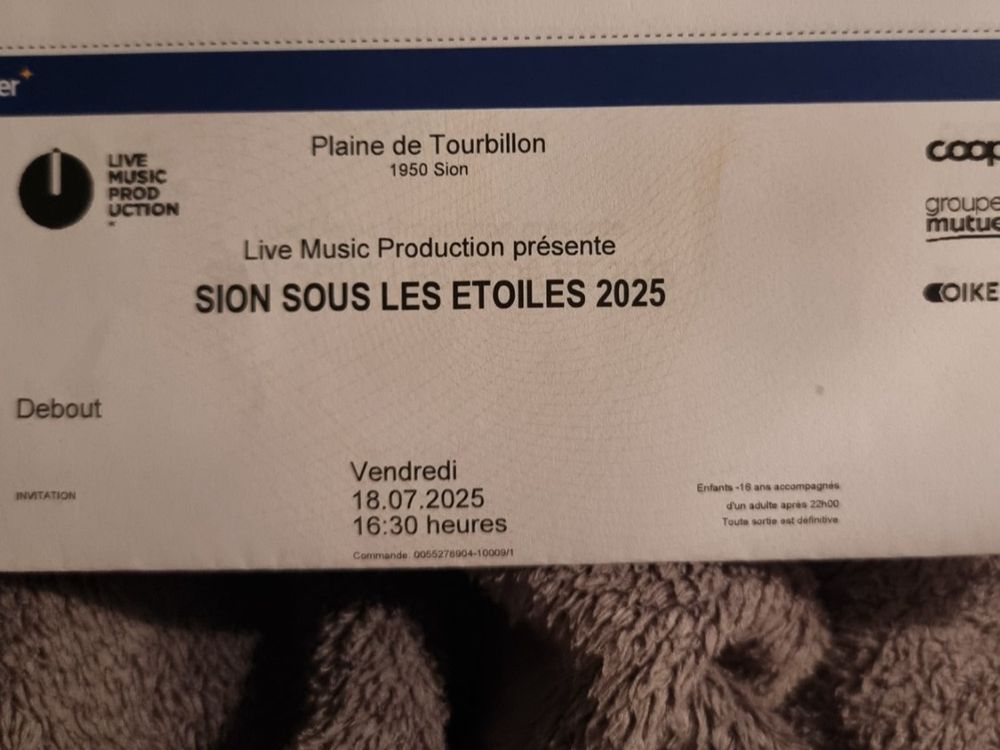 er
LIVE
MUSIC
PROD
UCTION
Plaine de Tourbillon
1950 Sion
coop
groupe
mutue
OIKE
Live Music Production présente
SION SOUS LES ETOILES 2025
Debout
INVITATION
Vendredi
18.07.2025
16:30 heures
Commande: 0055278904-10009/1
Enfants -16 ans accompagnés
d'un adulte après 22h00
Toute sortie est définitive